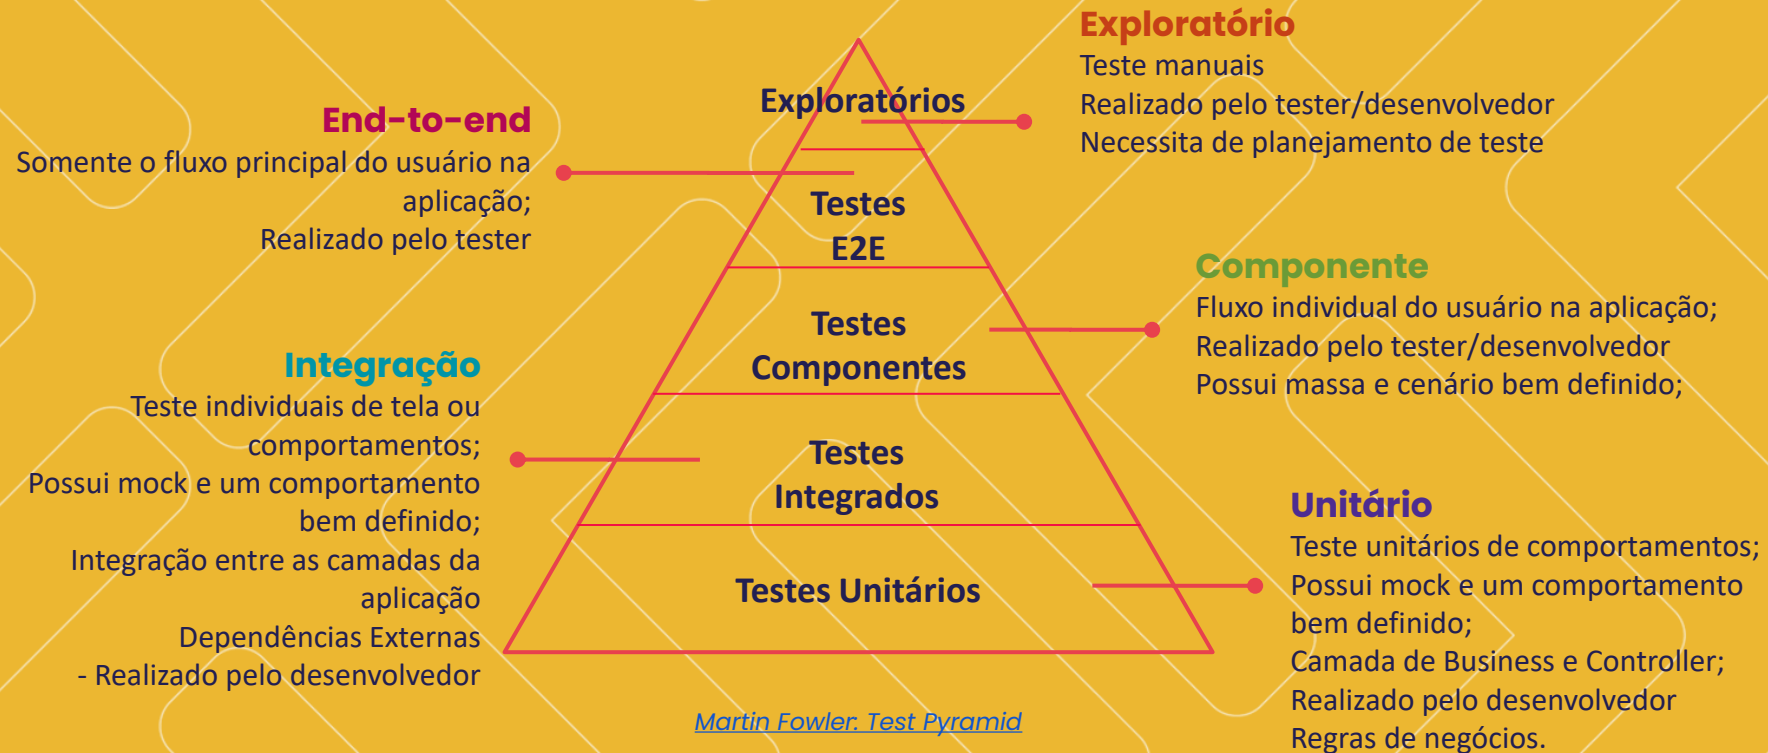 Exploratório
Teste manuais
Realizado pelo tester/desenvolvedor
Necessita de planejamento de teste
End-to-end
Somente o fluxo principal do usuário na
aplicação;
Realizado pelo tester
Exploratórios
Testes
E2E
Testes
Componentes
Testes
Integrados
Testes Unitários
Componente
Fluxo individual do usuário na aplicação;
Realizado pelo tester/desenvolvedor
Possui massa e cenário bem definido;
Integração
Teste individuais de tela ou
comportamentos;
Possui mock e um comportamento
bem definido;
Integração entre as camadas da
aplicação
Dependências Externas
- Realizado pelo desenvolvedor
Unitário
Teste unitários de comportamentos;
Possui mock e um comportamento
bem definido;
Camada de Business e Controller;
Realizado pelo desenvolvedor
Regras de negócios.
Martin Fowler: Test Pyramid